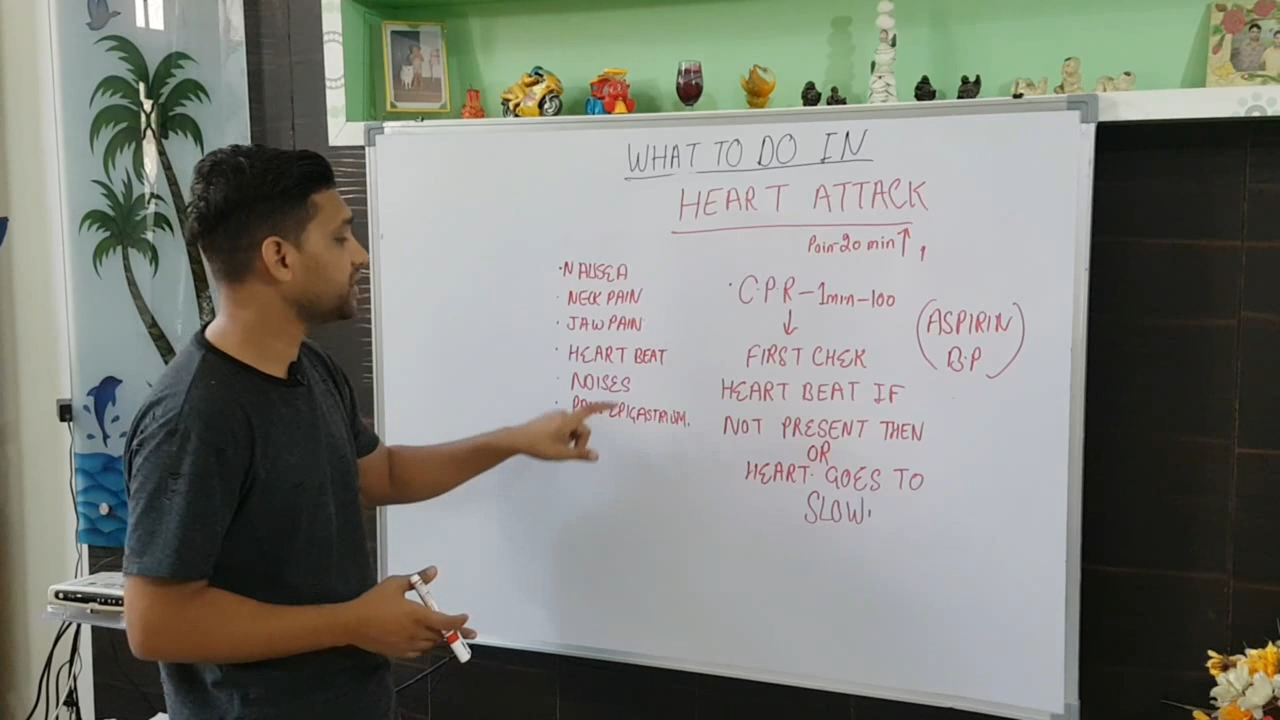 WHAT TO DO IN
HEART ATTACK
Pain-20 min↑,
·NAUSEA
· NECK PAIN
· JAW PAIN
· HEART BEAT
· NOISES
· EPIGASTRIUM.
· C.P.R-1min-100
↓
FIRST CHEK
HEART BEAT IF
NOT PRESENT THEN
OR
HEART. GOES TO
SLOW.
(ASPIRIN
B.P)